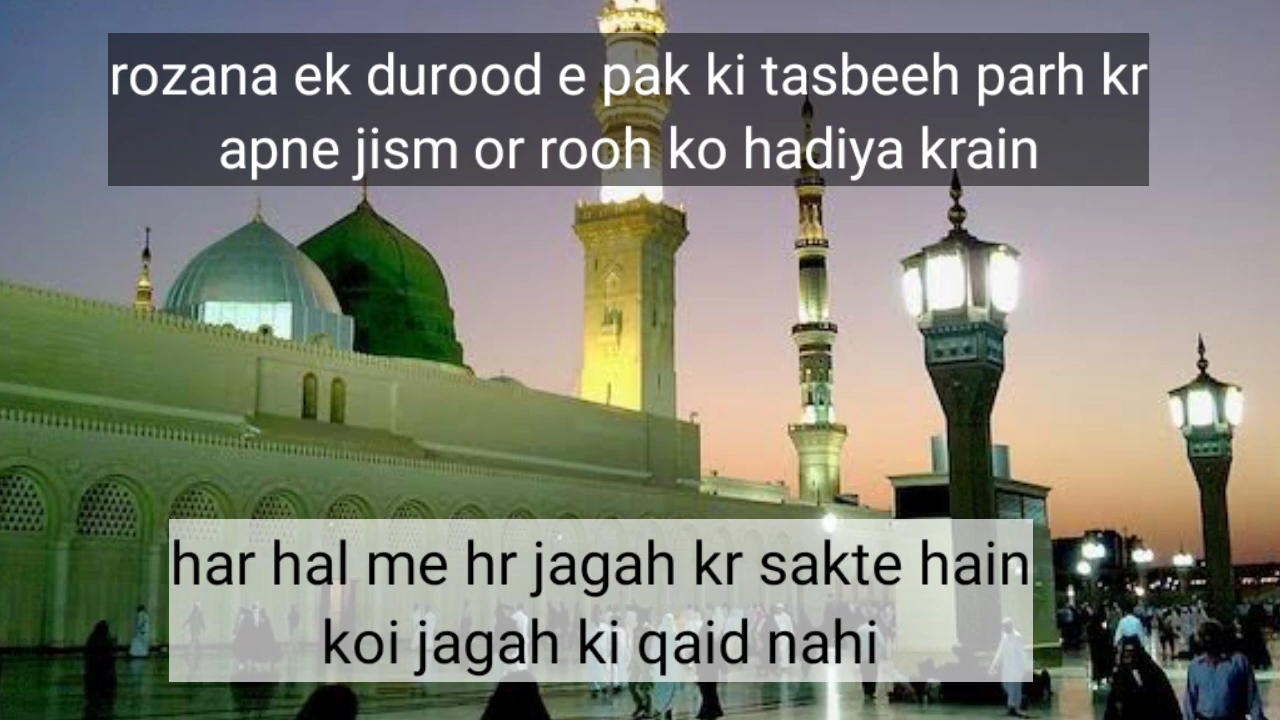 rozana ek durood e pak ki tasbeeh parh kr
apne jism or rooh ko hadiya krain
har hal me hr jagah kr sakte hain
koi jagah ki qaid nahi